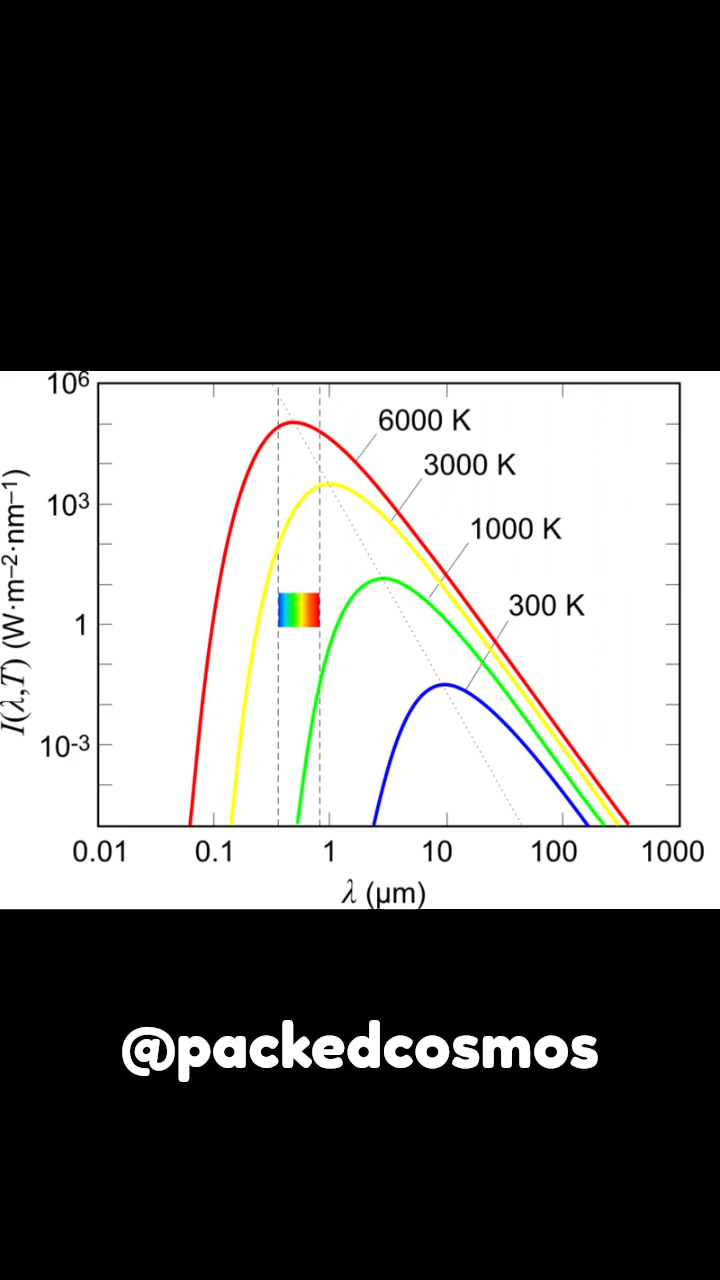 10⁶
6000 K
3000 K
10³
1000 K
300 K
1
10⁻³
I(λ,T) (W·m⁻²·nm⁻¹)
0.01 0.1 1 10 100 1000
λ (μm)
@packedcosmos